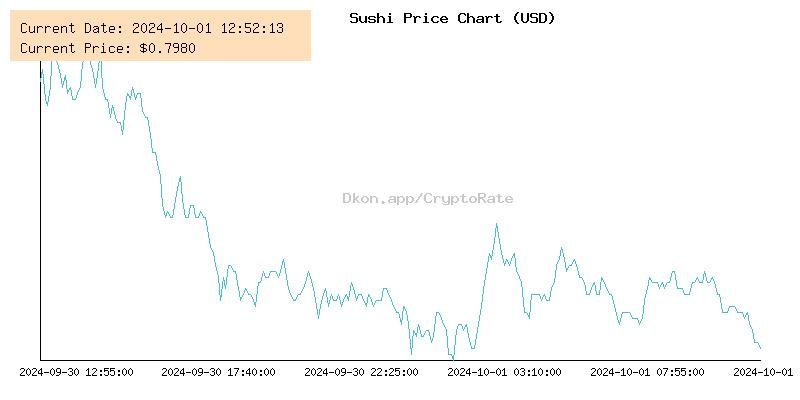 Sushi Price Chart (USD)
Current Date: 2024-10-01 12:52:13
Current Price: $0.7980
Dkon.app/CryptoRate
2024-09-30 12:55:00 2024-09-30 17:40:00 2024-09-30 22:25:00 2024-10-01 03:10:00 2024-10-01 07:55:00 2024-10-01